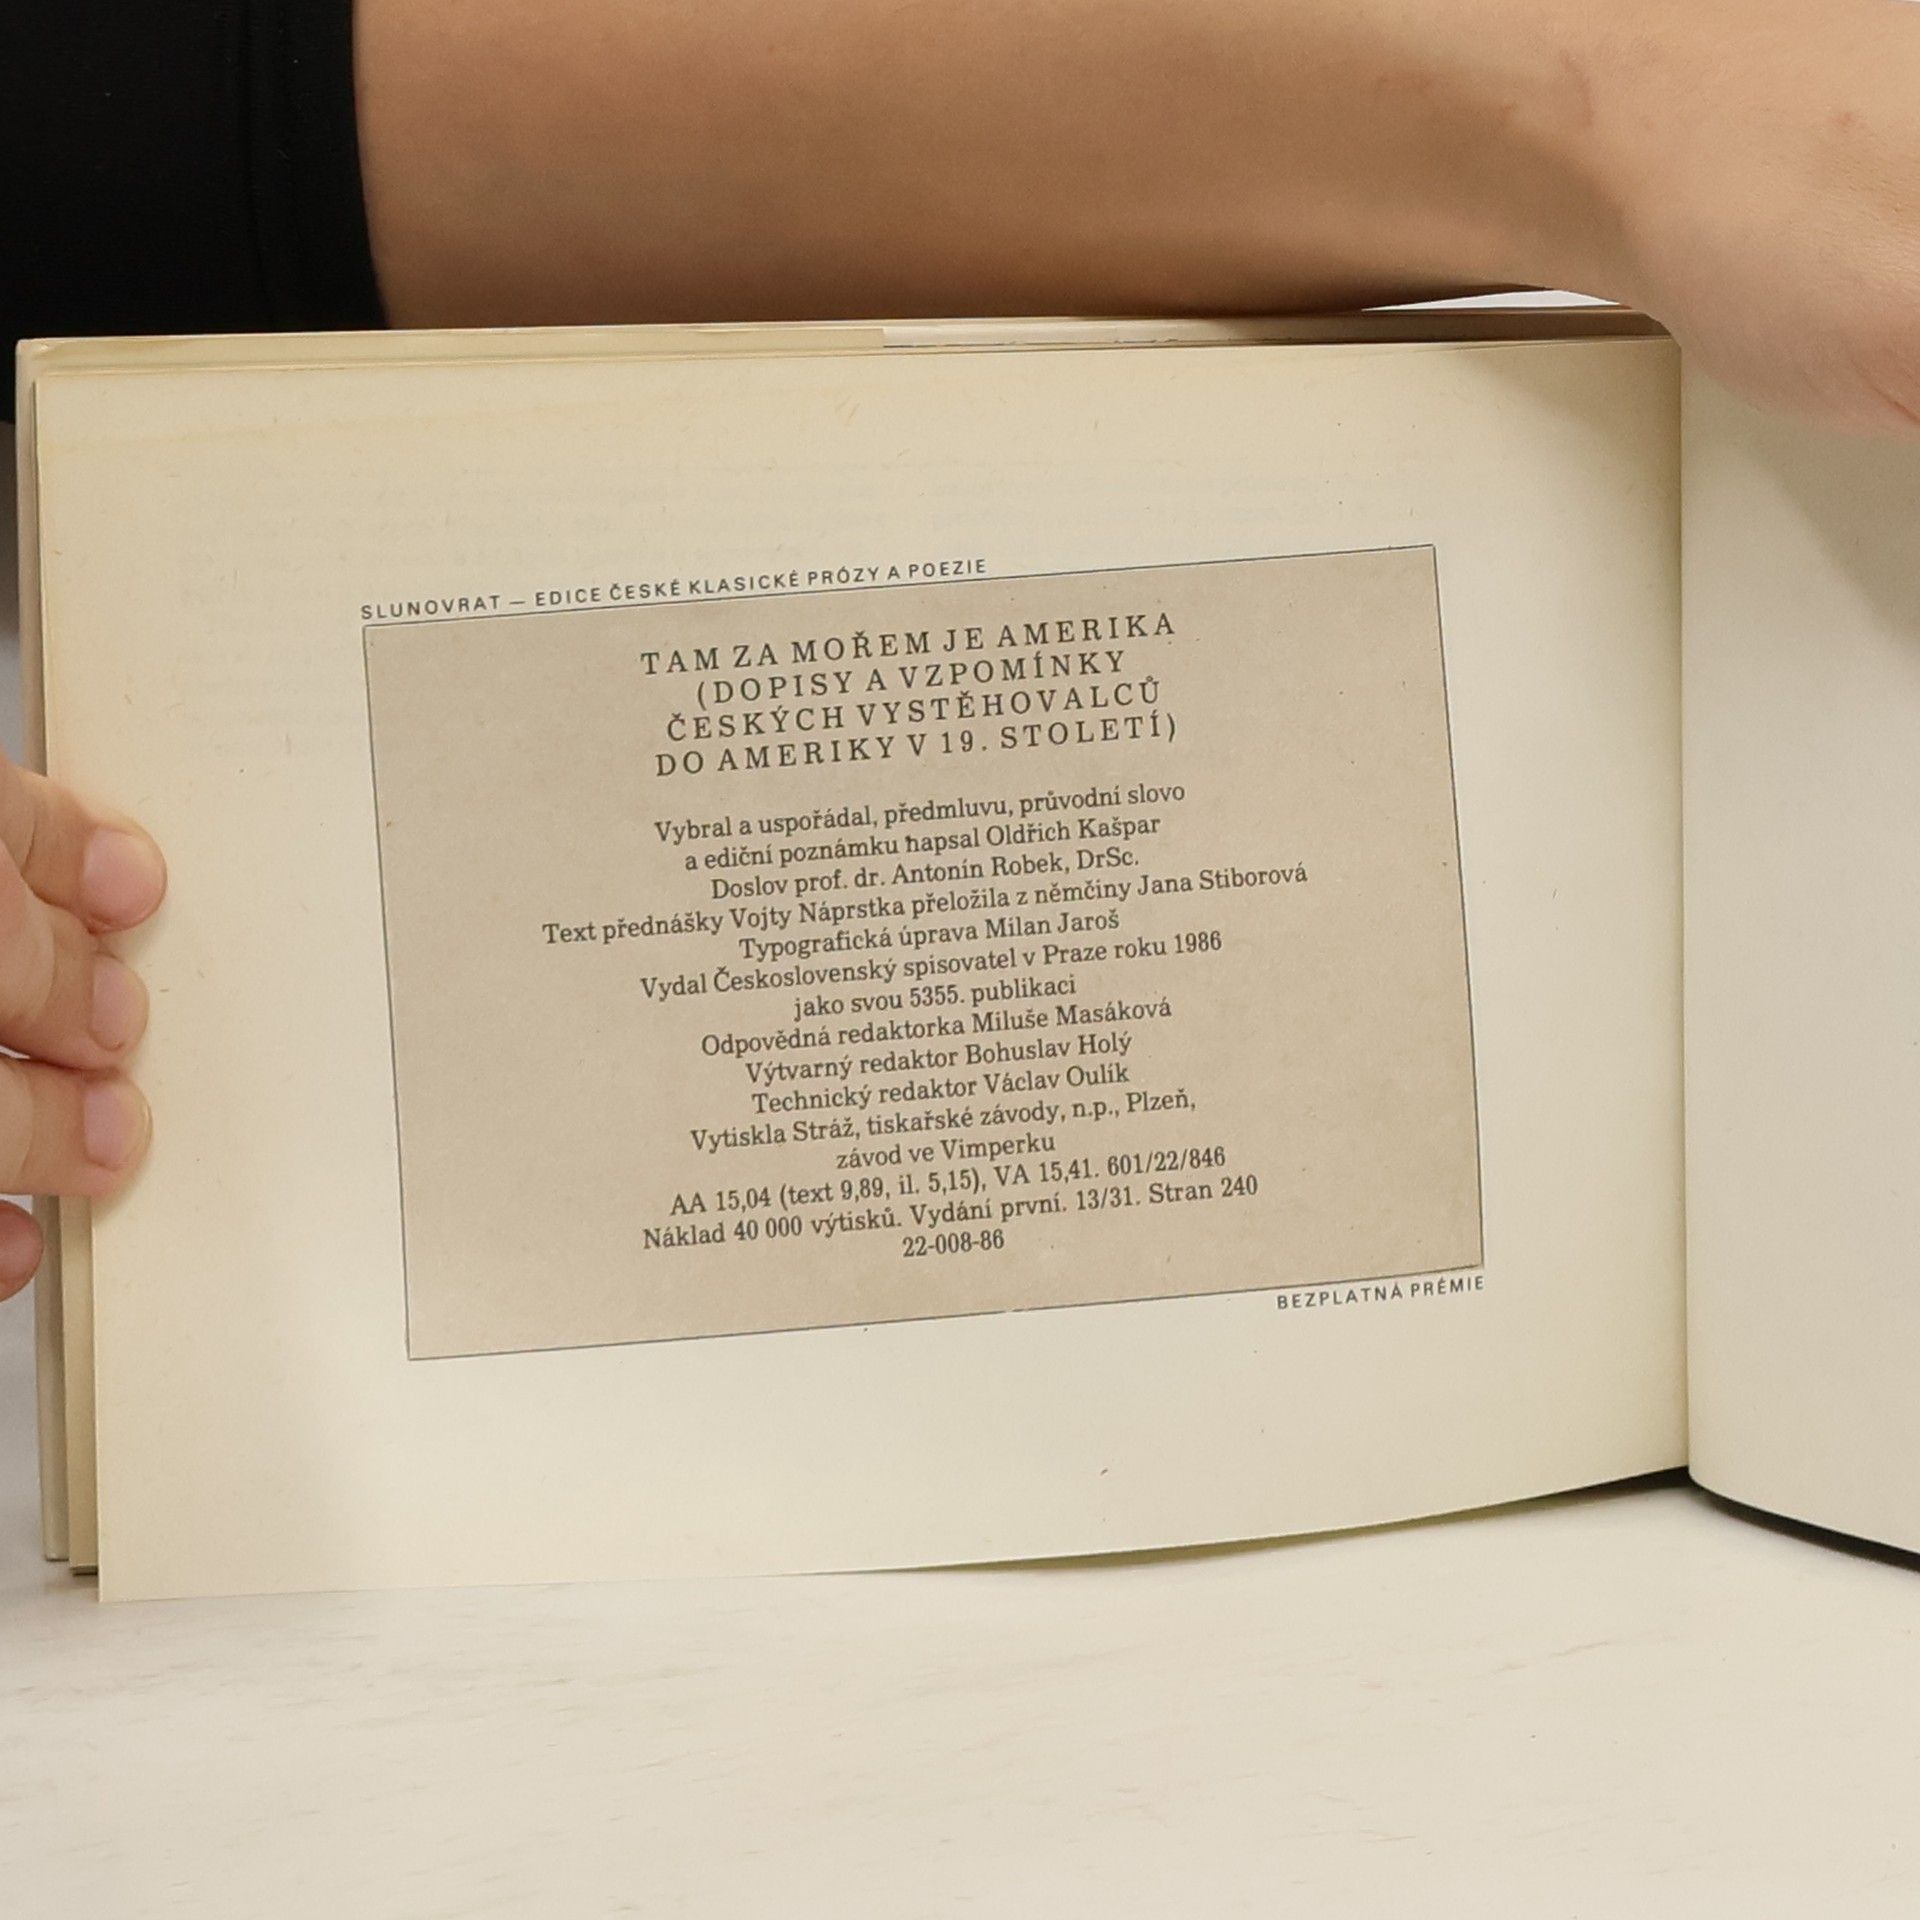 SLUNOVRAT – EDICE ČESKÉ KLASICKÉ PRÓZY A POEZIE
TAM ZA MOŘEM JE AMERIKA
(DOPISY A VZPOMÍNKY
ČESKÝCH VYSTĚHOVALCŮ
DO AMERIKY V 19. STOLETÍ)
Vybral a uspořádal, předmluvu, průvodní slovo
a ediční poznámku napsal Oldřich Kašpar
Doslov prof. dr. Antonín Robek, DrSc.
Text přednášky Vojty Náprstka přeložila z němčiny Jana Stiborová
Typografická úprava Milan Jaroš
Vydal Československý spisovatel v Praze roku 1986
jako svou 5355. publikaci
Odpovědná redaktorka Miluše Masáková
Výtvarný redaktor Bohuslav Holý
Technický redaktor Václav Oulík
Vytiskla Stráž, tiskařské závody, n.p., Plzeň,
závod ve Vimperku
AA 15,04 (text 9,89, il. 5,15), VA 15,41. 601/22/846
Náklad 40 000 výtisků. Vydání první. 13/31. Stran 240
22-008-86
BEZPLATNÁ PRÉMIE